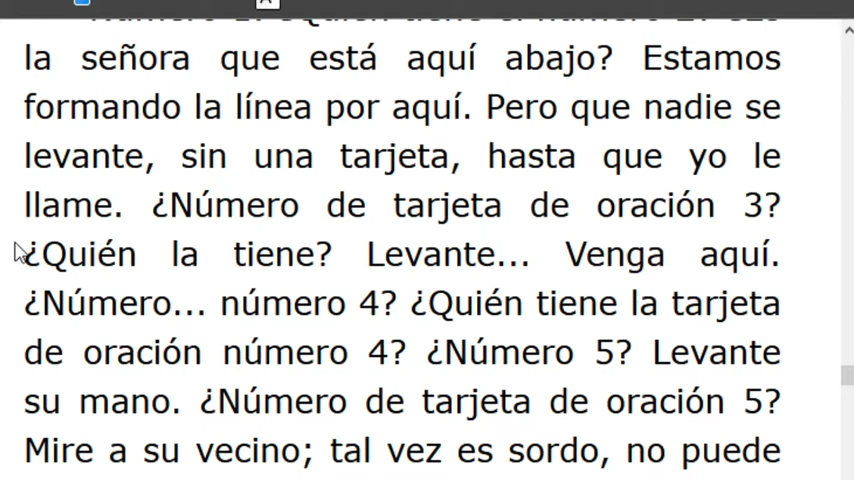 la señora que está aquí abajo? Estamos
formando la línea por aquí. Pero que nadie se
levante, sin una tarjeta, hasta que yo le
llame. ¿Número de tarjeta de oración 3?
¿Quién la tiene? Levante... Venga aquí.
¿Número... número 4? ¿Quién tiene la tarjeta
de oración número 4? ¿Número 5? Levante
su mano. ¿Número de tarjeta de oración 5?
Mire a su vecino; tal vez es sordo, no puede